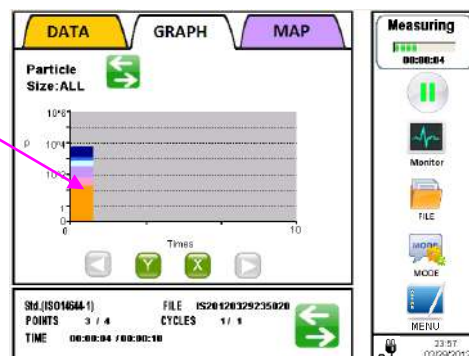 DATA
GRAPH
MAP
Particle
Size:ALL
10^6
10^4
10^2
1
0
P
0
10
Times
Y
X
Std.(ISO14644-1)
FILE IS20120329235020
POINTS 3 / 4
CYCLES 1/ 1
TIME 00:00:04 /00:00:10
Measuring
00:00:04
Monitor
FILE
MODE
MODE
MENU
23:57